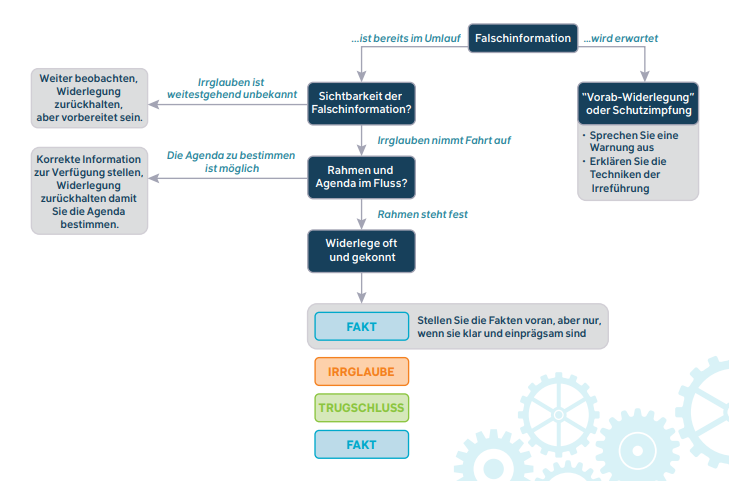 ...ist bereits im Umlauf
Falschinformation
...wird erwartet
Weiter beobachten,
Widerlegung
zurückhalten,
aber vorbereitet sein.
Irrglauben ist
weitestgehend unbekannt
Sichtbarkeit der
Falschinformation?
"Vorab-Widerlegung”
oder Schutzimpfung
• Sprechen Sie eine
Warnung aus
• Erklären Sie die
Techniken der
Irreführung
Irrglauben nimmt Fahrt auf
Korrekte Information
zur Verfügung stellen,
Widerlegung
zurückhalten damit
Sie die Agenda
bestimmen.
Die Agenda zu bestimmen
ist möglich
Rahmen und
Agenda im Fluss?
Rahmen steht fest
Widerlege oft
und gekonnt
FAKT
Stellen Sie die Fakten voran, aber nur,
wenn sie klar und einprägsam sind
IRRGLAUBE
TRUGSCHLUSS
FAKT